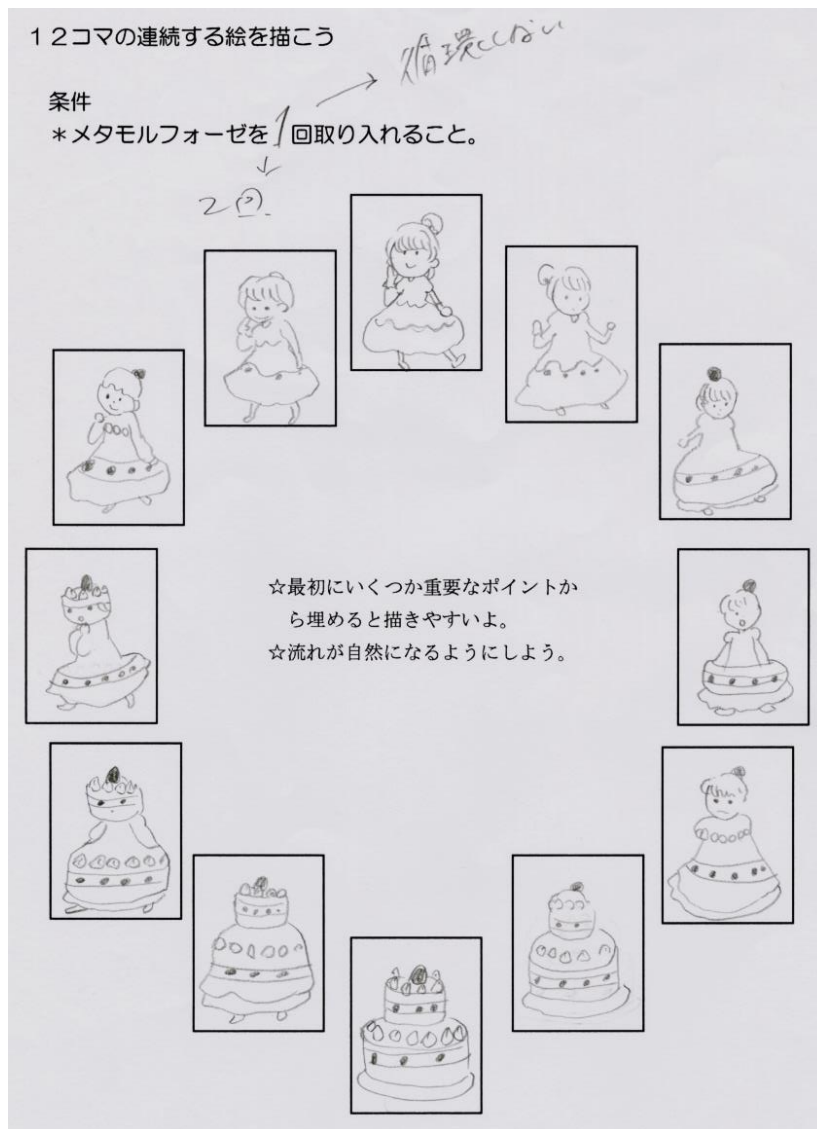 12コマの連続する絵を描こう
循環しない
条件
*メタモルフォーゼを1回取り入れること。
2回.
☆最初にいくつか重要なポイントか
ら埋めると描きやすいよ。
☆流れが自然になるようにしよう。